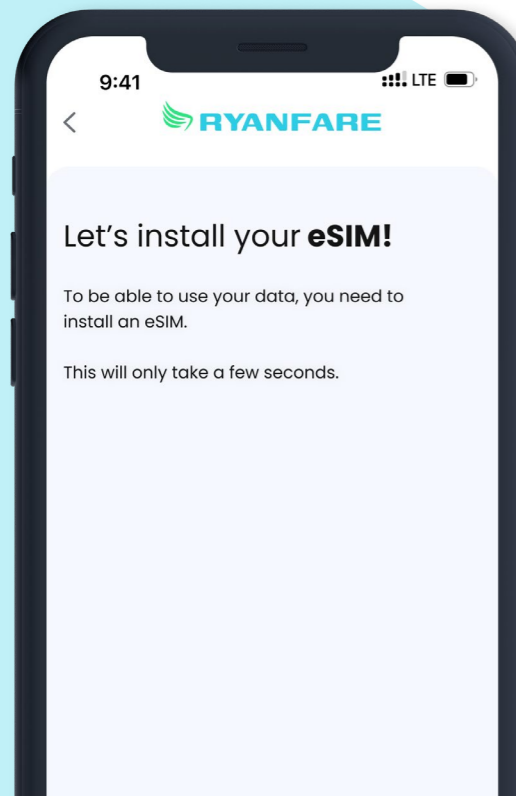 9:41
LTE
RYANFARE
Let’s install your eSIM!
To be able to use your data, you need to
install an eSIM.
This will only take a few seconds.